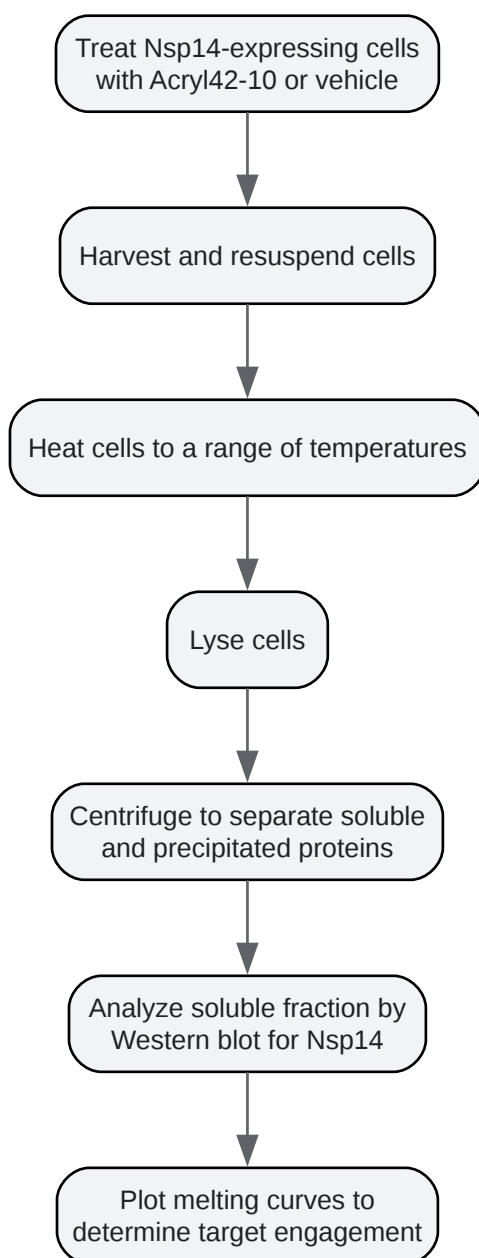 Treat Nsp14-expressing cells
with Acryl42-10 or vehicle
Harvest and resuspend cells
Heat cells to a range of temperatures
Lyse cells
Centrifuge to separate soluble
and precipitated proteins
Analyze soluble fraction by
Western blot for Nsp14
Plot melting curves to
determine target engagement